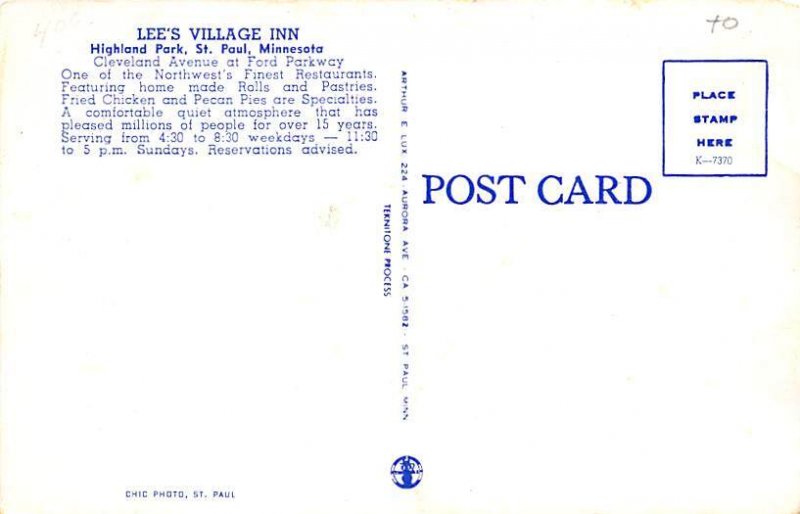 LEE'S VILLAGE INN
Highland Park, St. Paul, Minnesota
Cleveland Avenue at Ford Parkway
One of the Northwest's Finest Restaurants.
Featuring home made Rolls and Pastries.
Fried Chicken and Pecan Pies are Specialties.
A comfortable quiet atmosphere that has
pleased millions of people for over 15 years.
Serving from 4:30 to 8:30 weekdays — 11:30
to 5 p.m. Sundays. Reservations advised.
CHIC PHOTO, ST. PAUL
TEKNITONE PROCESS
ARTHUR E LUX 224 AURORA AVE CA 5-1582 ST PAUL MINN
POST CARD
PLACE
STAMP
HERE
K—7370